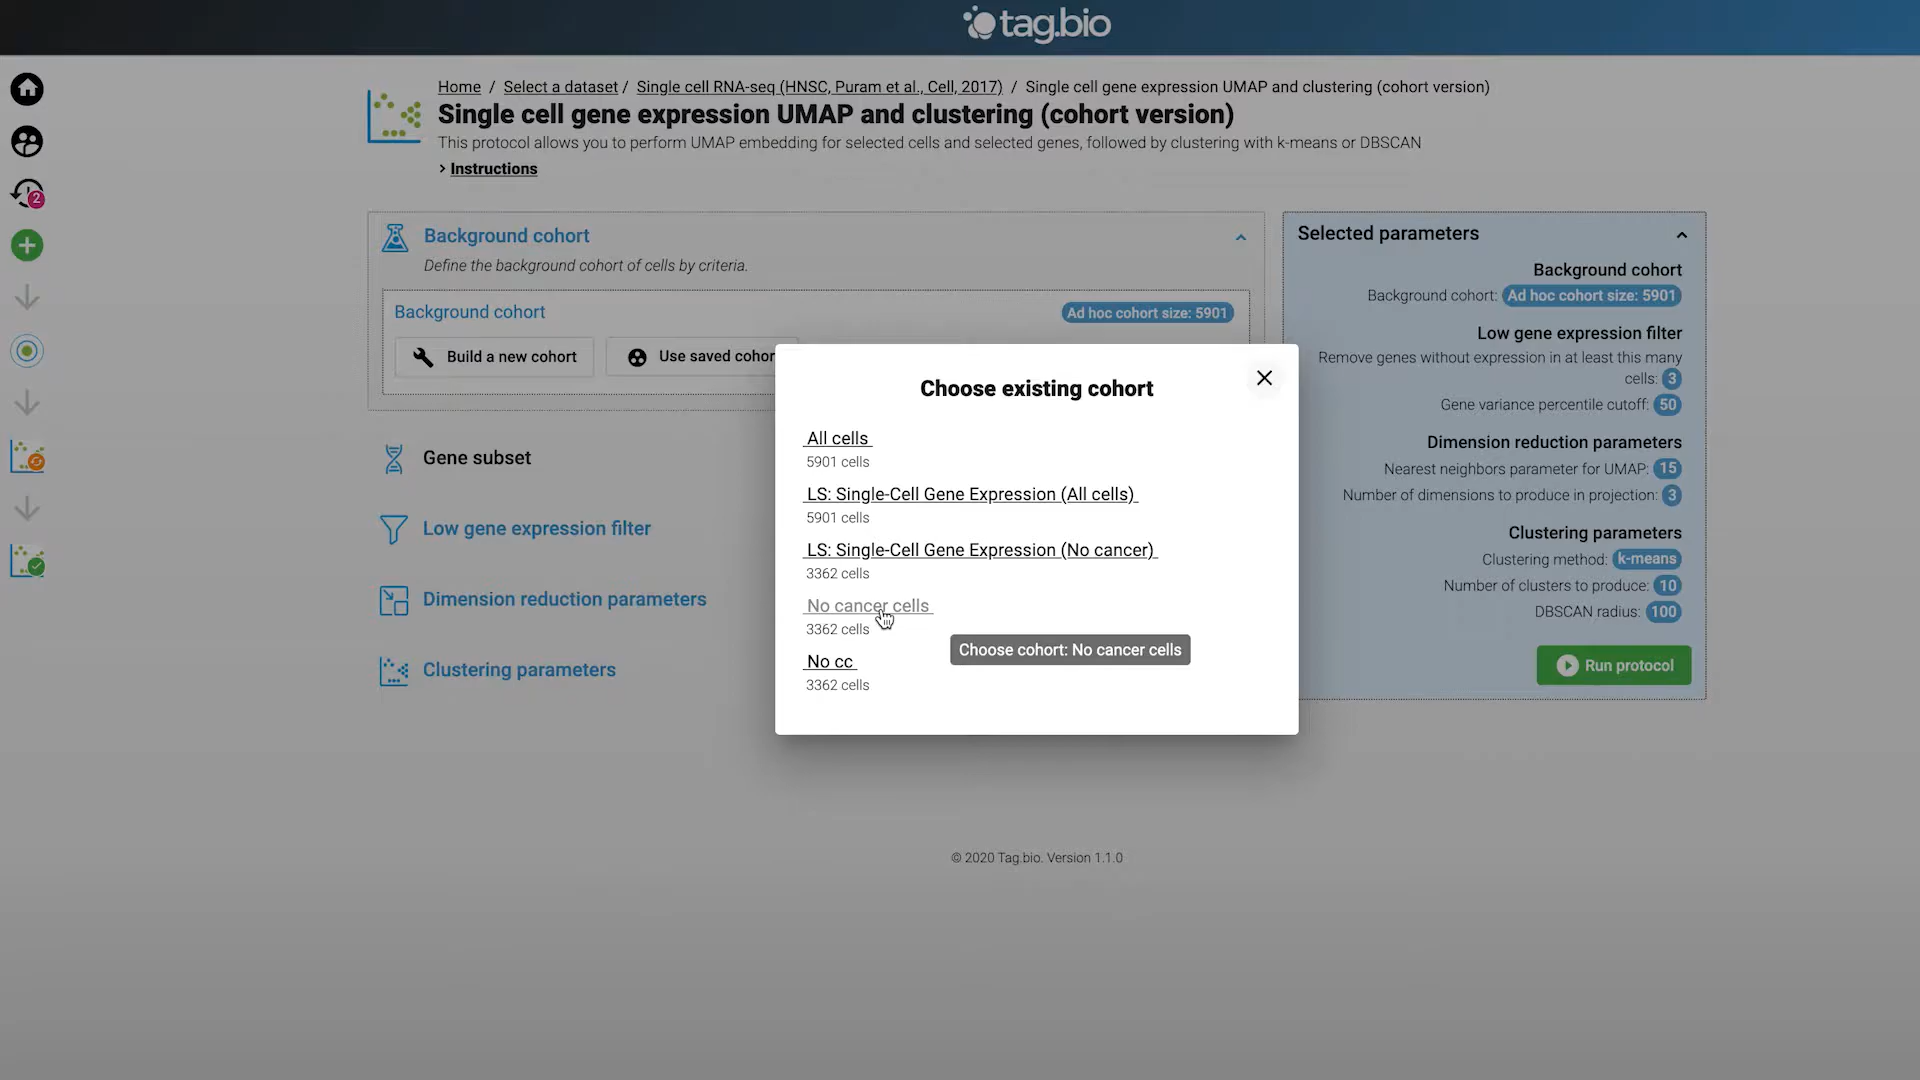 tag.bio
Home / Select a dataset / Single cell RNA-seq (HNSC, Puram et al., Cell, 2017) / Single cell gene expression UMAP and clustering (cohort version)
Single cell gene expression UMAP and clustering (cohort version)
This protocol allows you to perform UMAP embedding for selected cells and selected genes, followed by clustering with k-means or DBSCAN
> Instructions
2
Background cohort
Define the background cohort of cells by criteria.
Background cohort
Ad hoc cohort size: 5901
Build a new cohort
Use saved cohor
Gene subset
Low gene expression filter
Dimension reduction parameters
Clustering parameters
Choose existing cohort
All cells
5901 cells
LS: Single-Cell Gene Expression (All cells)
5901 cells
LS: Single-Cell Gene Expression (No cancer)
3362 cells
No cancer cells
3362 cells
Choose cohort: No cancer cells
No cc
3362 cells
Selected parameters
Background cohort
Background cohort: Ad hoc cohort size: 5901
Low gene expression filter
Remove genes without expression in at least this many
cells: 3
Gene variance percentile cutoff: 50
Dimension reduction parameters
Nearest neighbors parameter for UMAP: 15
Number of dimensions to produce in projection: 3
Clustering parameters
Clustering method: k-means
Number of clusters to produce: 10
DBSCAN radius: 100
Run protocol
© 2020 Tag.bio. Version 1.1.0